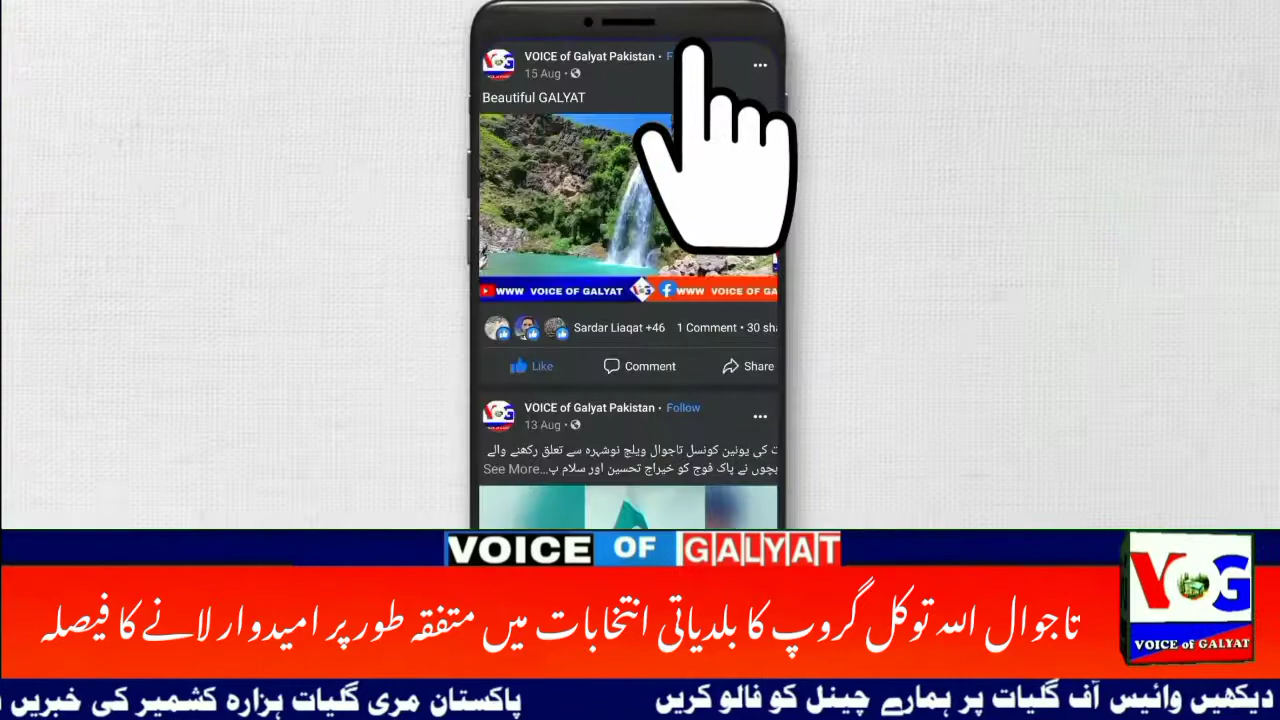 VOICE of Galyat Pakistan · F
15 Aug ·
Beautiful GALYAT
WWW VOICE OF GALYAT VOG WWW VOICE OF GA
Sardar Liaqat +46 1 Comment • 30 sha
Like Comment Share
VOICE of Galyat Pakistan · Follow
13 Aug ·
ت کی یونین کونسل تاجوال ویلج نوشہرہ سے تعلق رکھنے والے
بچوں نے پاک فوج کو خیراج تحسین اور سلام پ...See More
VOICE OF GALYAT
VOG
VOICE of GALYAT
تاجوال اللہ توکل گروپ کا بلدیاتی انتخابات میں متفقہ طور پر امیدوار لانے کا فیصلہ
دیکھیں وائیس آف گلیات پر ہمارے چینل کو فالو کریں پاکستان مری گلیات ہزارہ کشمیر کی خبریں